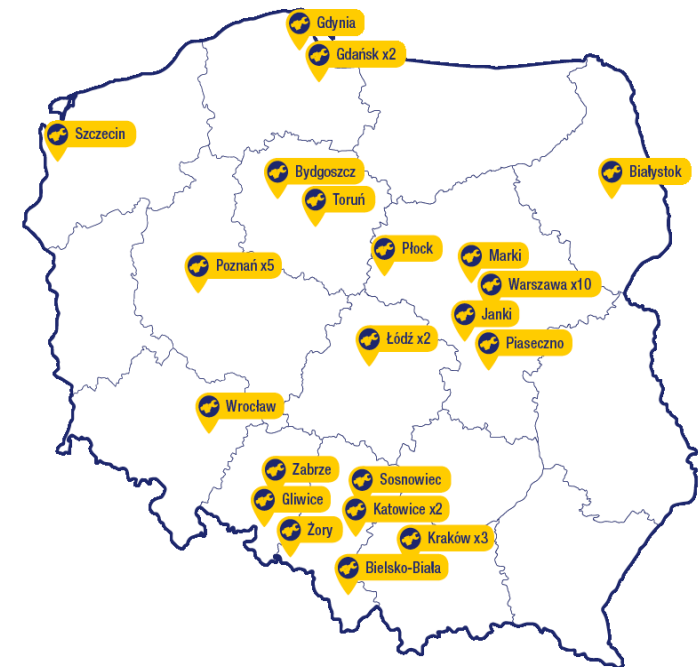 Gdynia
Gdańsk x2
Szczecin
Bydgoszcz
Białystok
Toruń
Płock
Marki
Poznań x5
Warszawa x10
Janki
Łódź x2
Piaseczno
Wrocław
Zabrze
Sosnowiec
Gliwice
Katowice x2
Żory
Kraków x3
Bielsko-Biała